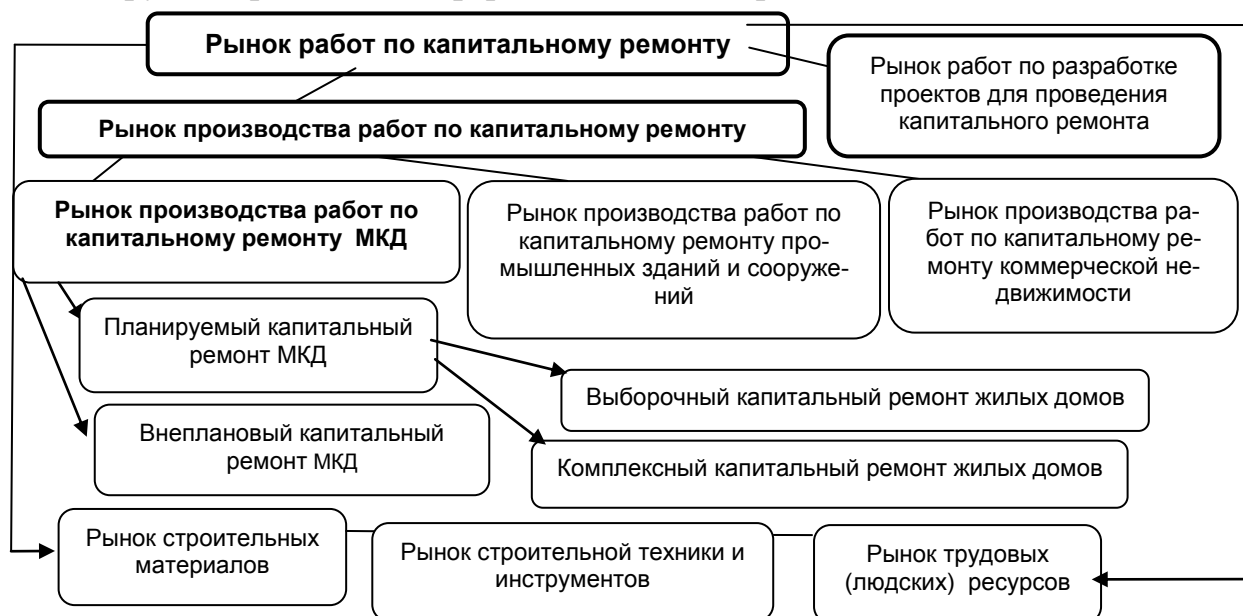 Рынок работ по капитальному ремонту
Рынок работ по разработке
проектов для проведения
капитального ремонта
Рынок производства работ по капитальному ремонту
Рынок производства работ по
капитальному ремонту МКД
Рынок производства работ по
капитальному ремонту про-
мышленных зданий и сооруже-
ний
Рынок производства ра-
бот по капитальному ре-
монту коммерческой не-
движимости
Планируемый капитальный
ремонт МКД
Выборочный капитальный ремонт жилых домов
Внеплановый капитальный
ремонт МКД
Комплексный капитальный ремонт жилых домов
Рынок строительных
материалов
Рынок строительной техники и
инструментов
Рынок трудовых
(людских) ресурсов